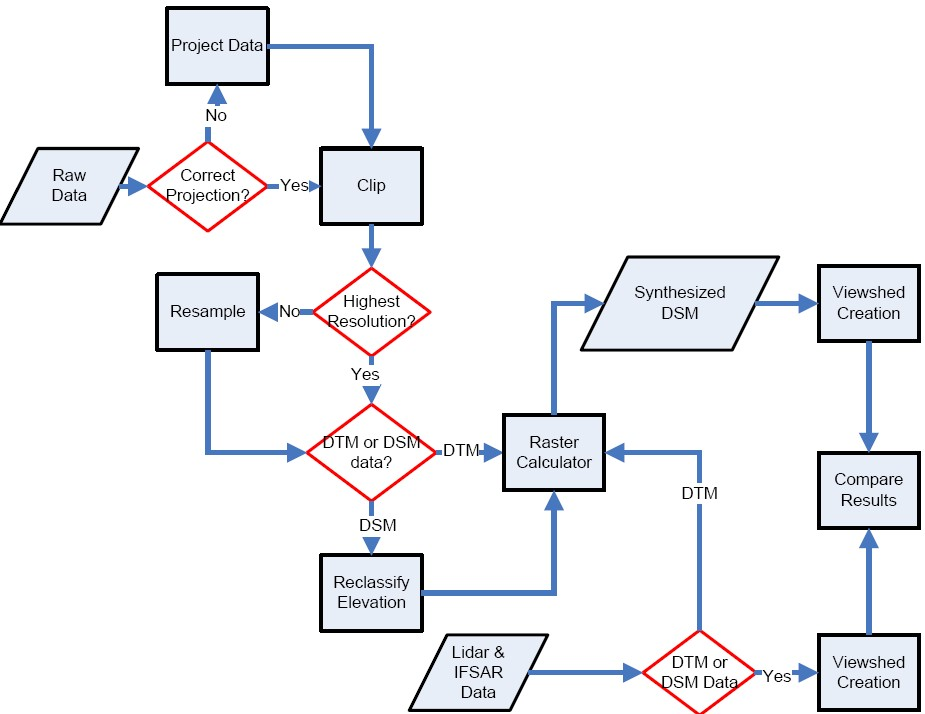 Project Data
No
Raw
Data
Correct
Projection?
Yes
Clip
Resample
No
Highest
Resolution?
Yes
Synthesized
DSM
Viewshed
Creation
DTM or DSM
data?
DTM
Raster
Calculator
DTM
Compare
Results
DSM
Reclassify
Elevation
Lidar &
IFSAR
Data
DTM or
DSM Data
Yes
Viewshed
Creation